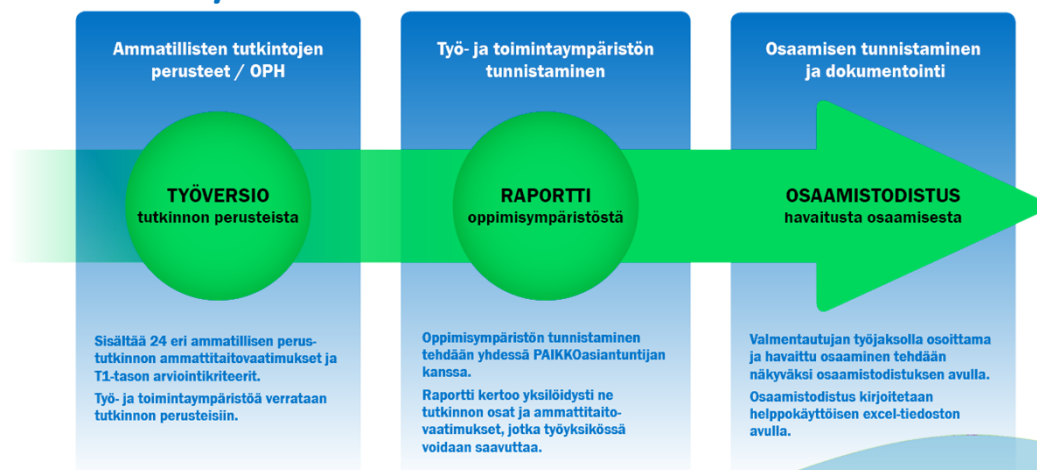 Ammatillisten tutkintojen
perusteet / OPH
TYÖVERSIO
tutkinnon perusteista
Sisältää 24 eri ammatillisen perus-
tutkinnon ammattitaitovaatimukset ja
T1-tason arviointikriteerit.
Työ- ja toimintaympäristöä verrataan
tutkinnon perusteisiin.
Työ- ja toimintaympäristön
tunnistaminen
RAPORTTI
oppimisympäristöstä
Oppimisympäristön tunnistaminen
tehdään yhdessä PAIKKOasiantuntijan
kanssa.
Raportti kertoo yksilöidysti ne
tutkinnon osat ja ammattitaito-
vaatimukset, jotka työyksikössä
voidaan saavuttaa.
Osaamisen tunnistaminen
ja dokumentointi
OSAAMISTODISTUS
havaitusta osaamisesta
Valmentautujan työjaksolla osoittama
ja havaittu osaaminen tehdään
näkyväksi osaamistodistuksen avulla.
Osaamistodistus kirjoitetaan
helppokäyttöisen excel-tiedoston
avulla.